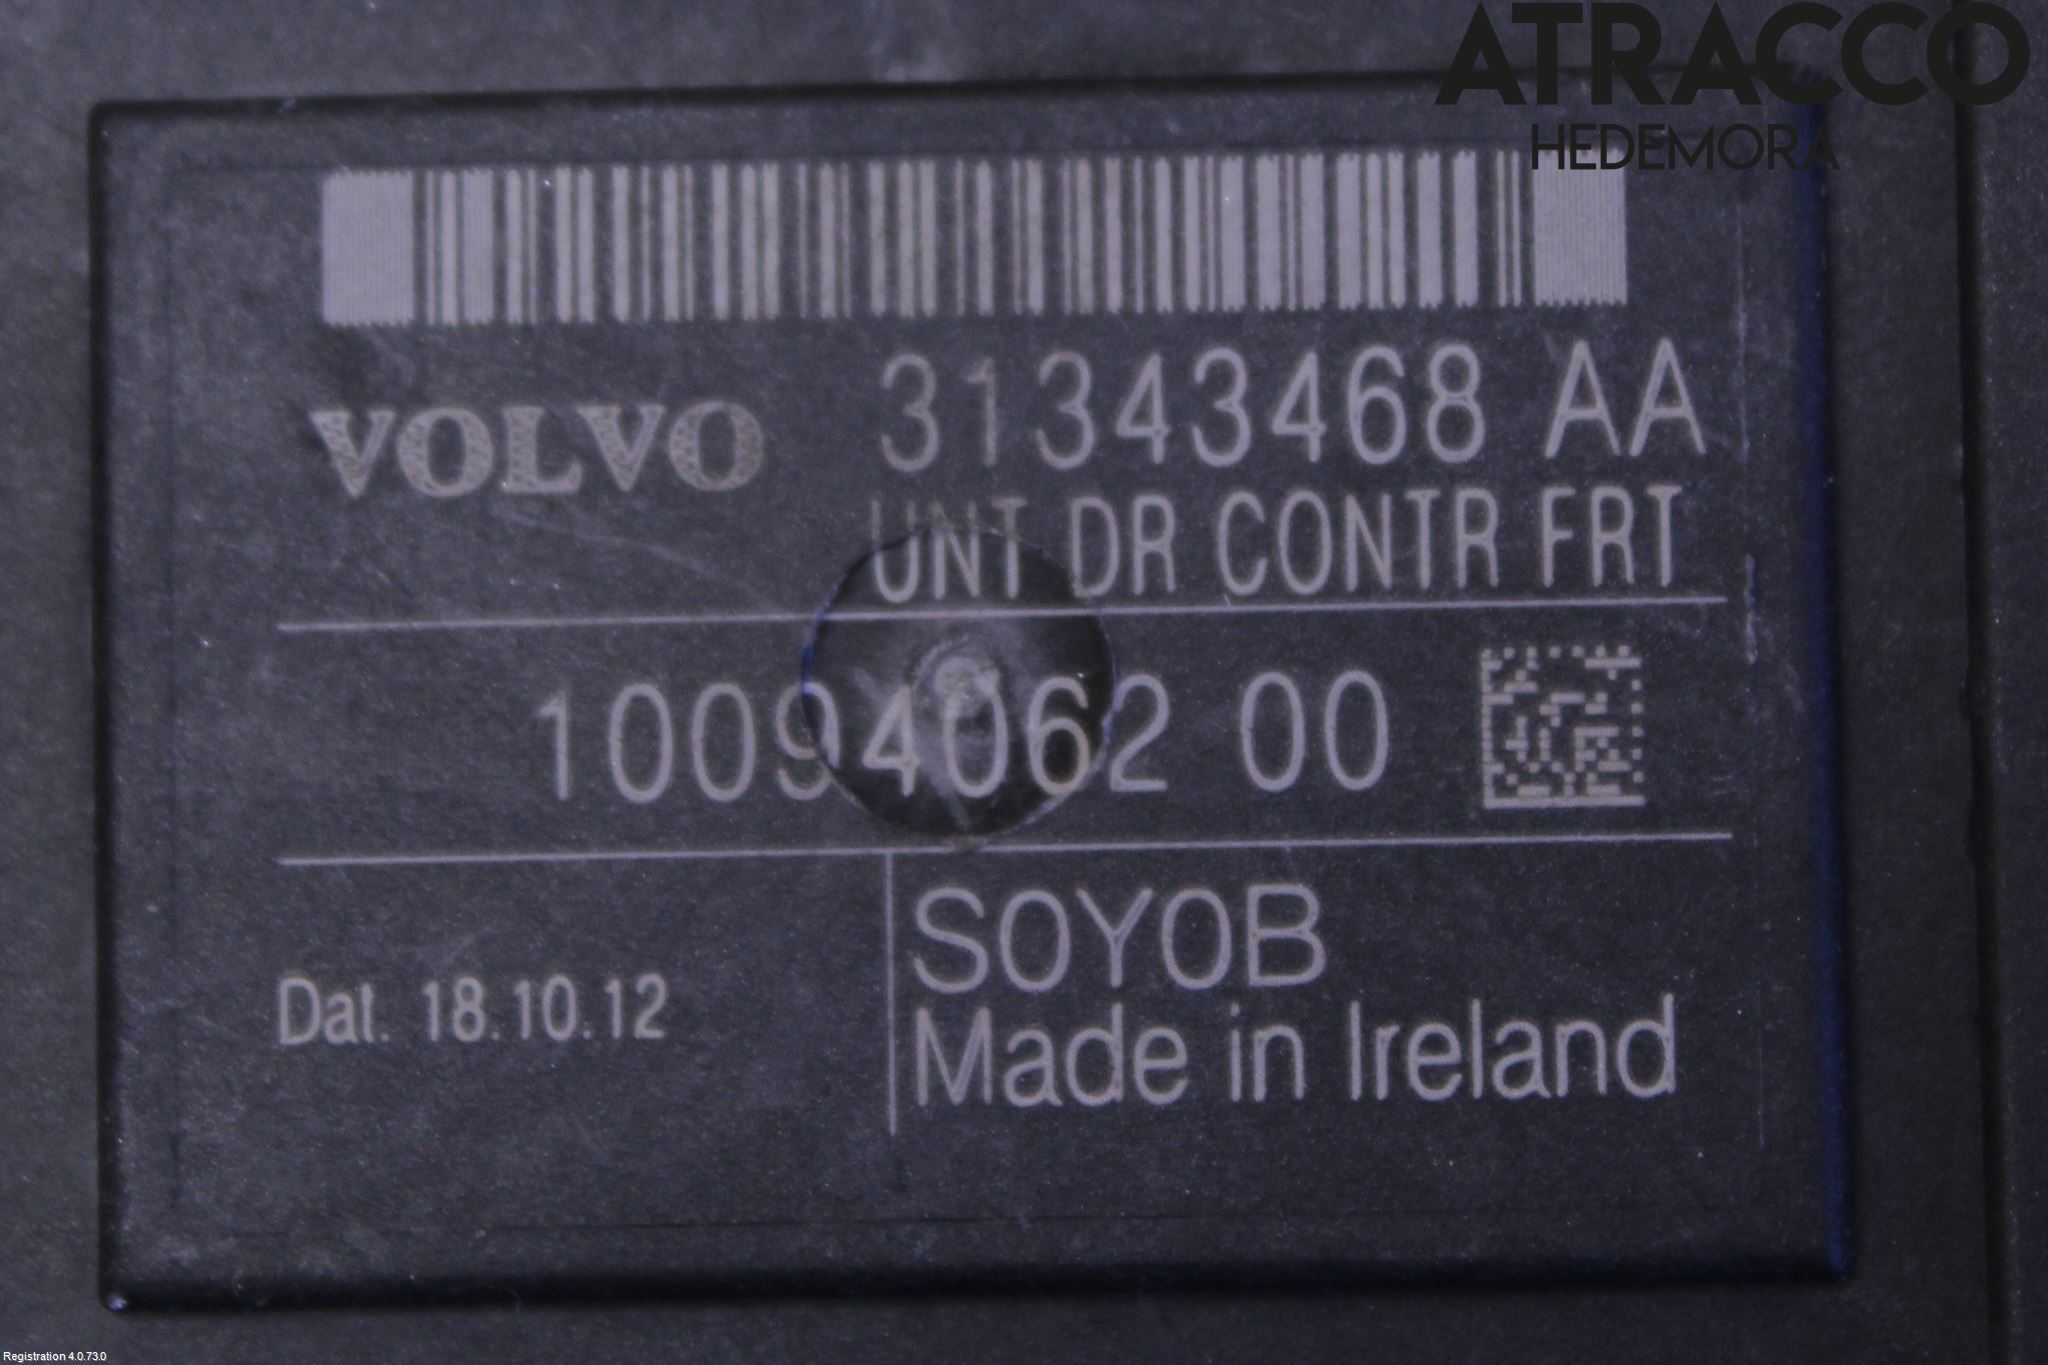 ATRACCO
HEDEMORA
VOLVO 31343468 AA
UNT DR CONTR FRT
10094062 00
S0Y0B
Dat. 18.10.12
Made in Ireland
Registration 4.0.73.0